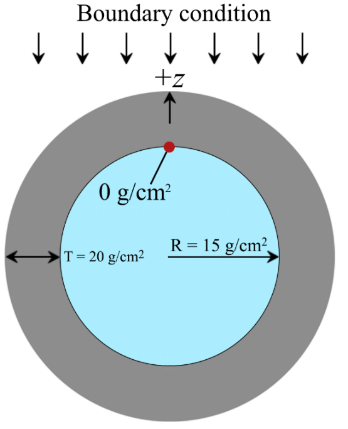 Boundary condition
+z
0 g/cm²
T = 20 g/cm²
R = 15 g/cm²